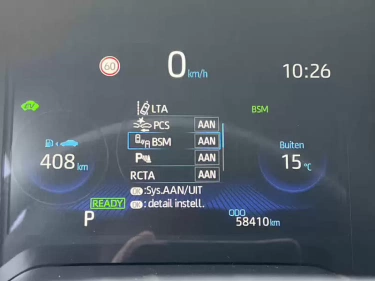 60
0 km/h
10:26
EV
LTA
PCS AAN
BSM AAN
BSM
P AAN
RCTA AAN
408 km
Buiten
15 °C
OK :Sys.AAN/UIT
OK : detail instell.
READY
P
ODO
58410 km